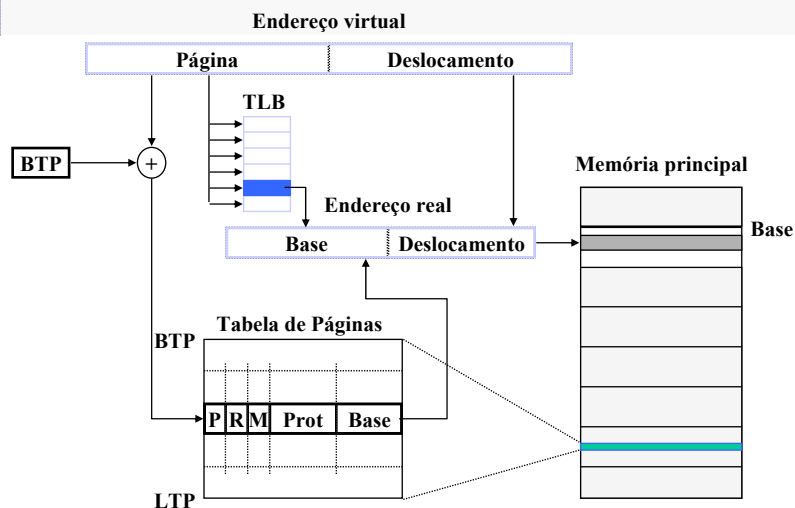 Endereço virtual
Página Deslocamento
TLB
BTP +
Memória principal
Endereço real
Base
Base Deslocamento
Tabela de Páginas
BTP
P R M Prot Base
LTP